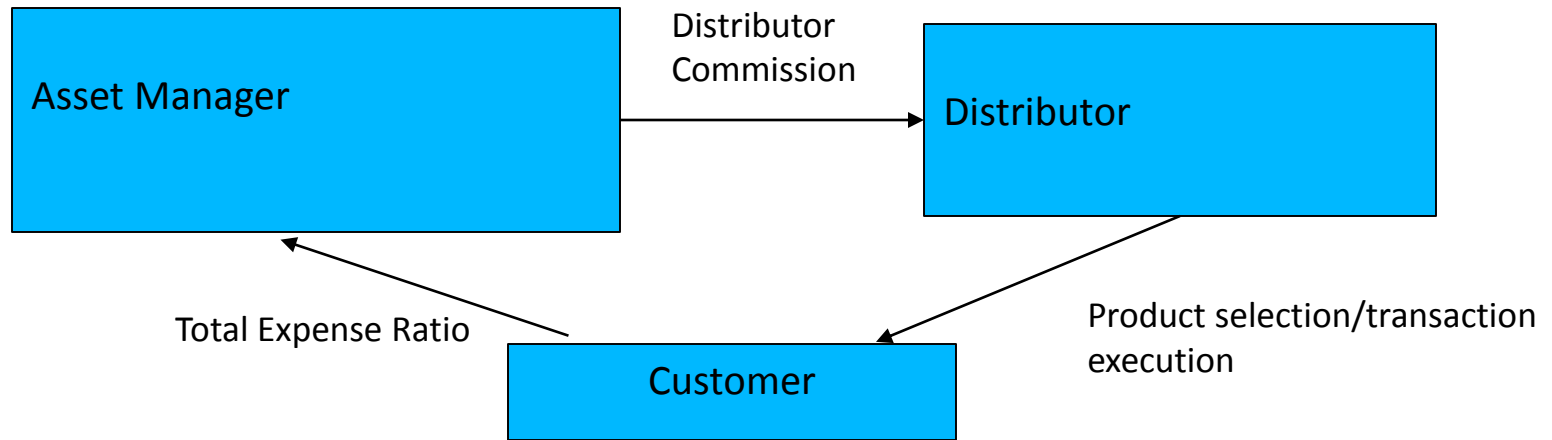 Distributor
Commission
Asset Manager
Distributor
Total Expense Ratio
Product selection/transaction
execution
Customer